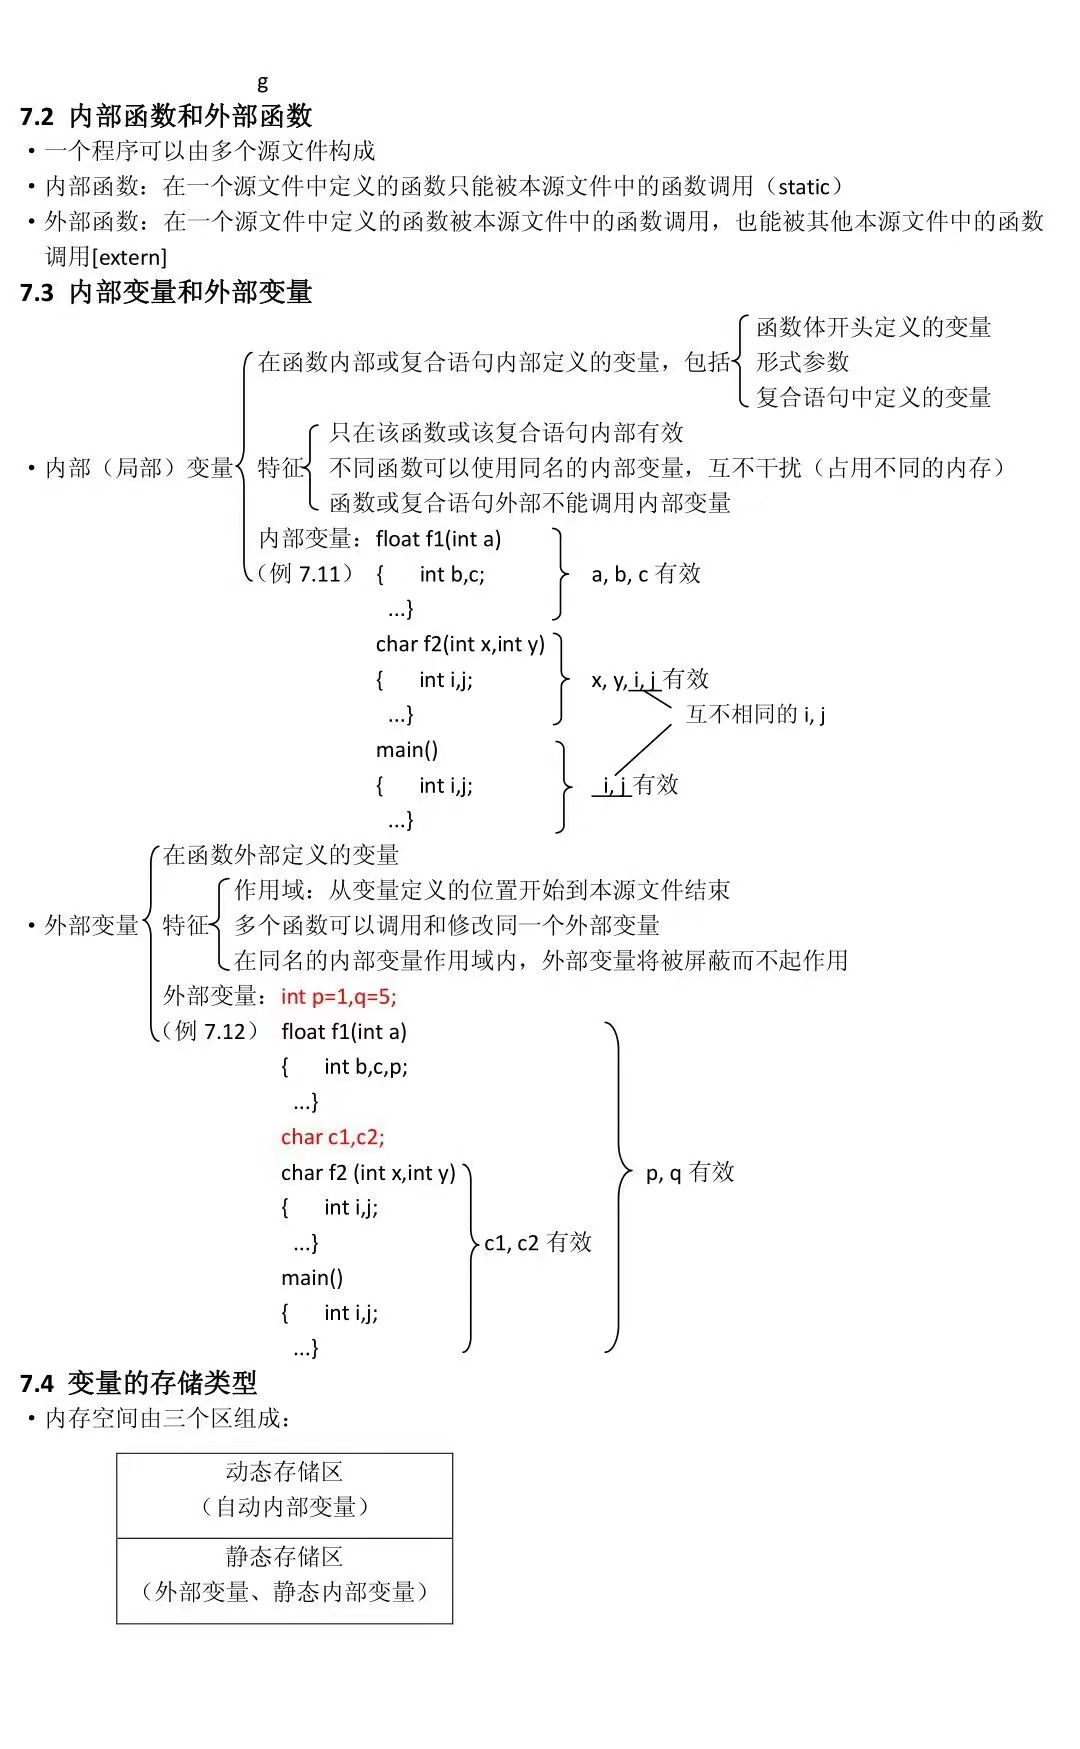 g
7.2 内部函数和外部函数
·一个程序可以由多个源文件构成
·内部函数：在一个源文件中定义的函数只能被本源文件中的函数调用（static）
·外部函数：在一个源文件中定义的函数被本源文件中的函数调用，也能被其他本源文件中的函数
调用[extern]
7.3 内部变量和外部变量
函数体开头定义的变量
在函数内部或复合语句内部定义的变量，包括 形式参数
复合语句中定义的变量
只在该函数或该复合语句内部有效
·内部（局部）变量 特征 不同函数可以使用同名的内部变量，互不干扰（占用不同的内存）
函数或复合语句外部不能调用内部变量
内部变量：float f1(int a)
（例 7.11） { int b,c; a, b, c 有效
...}
char f2(int x,int y)
{ int i,j; x, y, i, j 有效
...} 互不相同的 i, j
main()
{ int i,j; i, j 有效
...}
在函数外部定义的变量
作用域：从变量定义的位置开始到本源文件结束
·外部变量 特征 多个函数可以调用和修改同一个外部变量
在同名的内部变量作用域内，外部变量将被屏蔽而不起作用
外部变量：int p=1,q=5;
（例 7.12） float f1(int a)
{ int b,c,p;
...}
char c1,c2;
char f2 (int x,int y) p, q 有效
{ int i,j;
...} c1, c2 有效
main()
{ int i,j;
...}
7.4 变量的存储类型
·内存空间由三个区组成：
动态存储区
（自动内部变量）
静态存储区
（外部变量、静态内部变量）